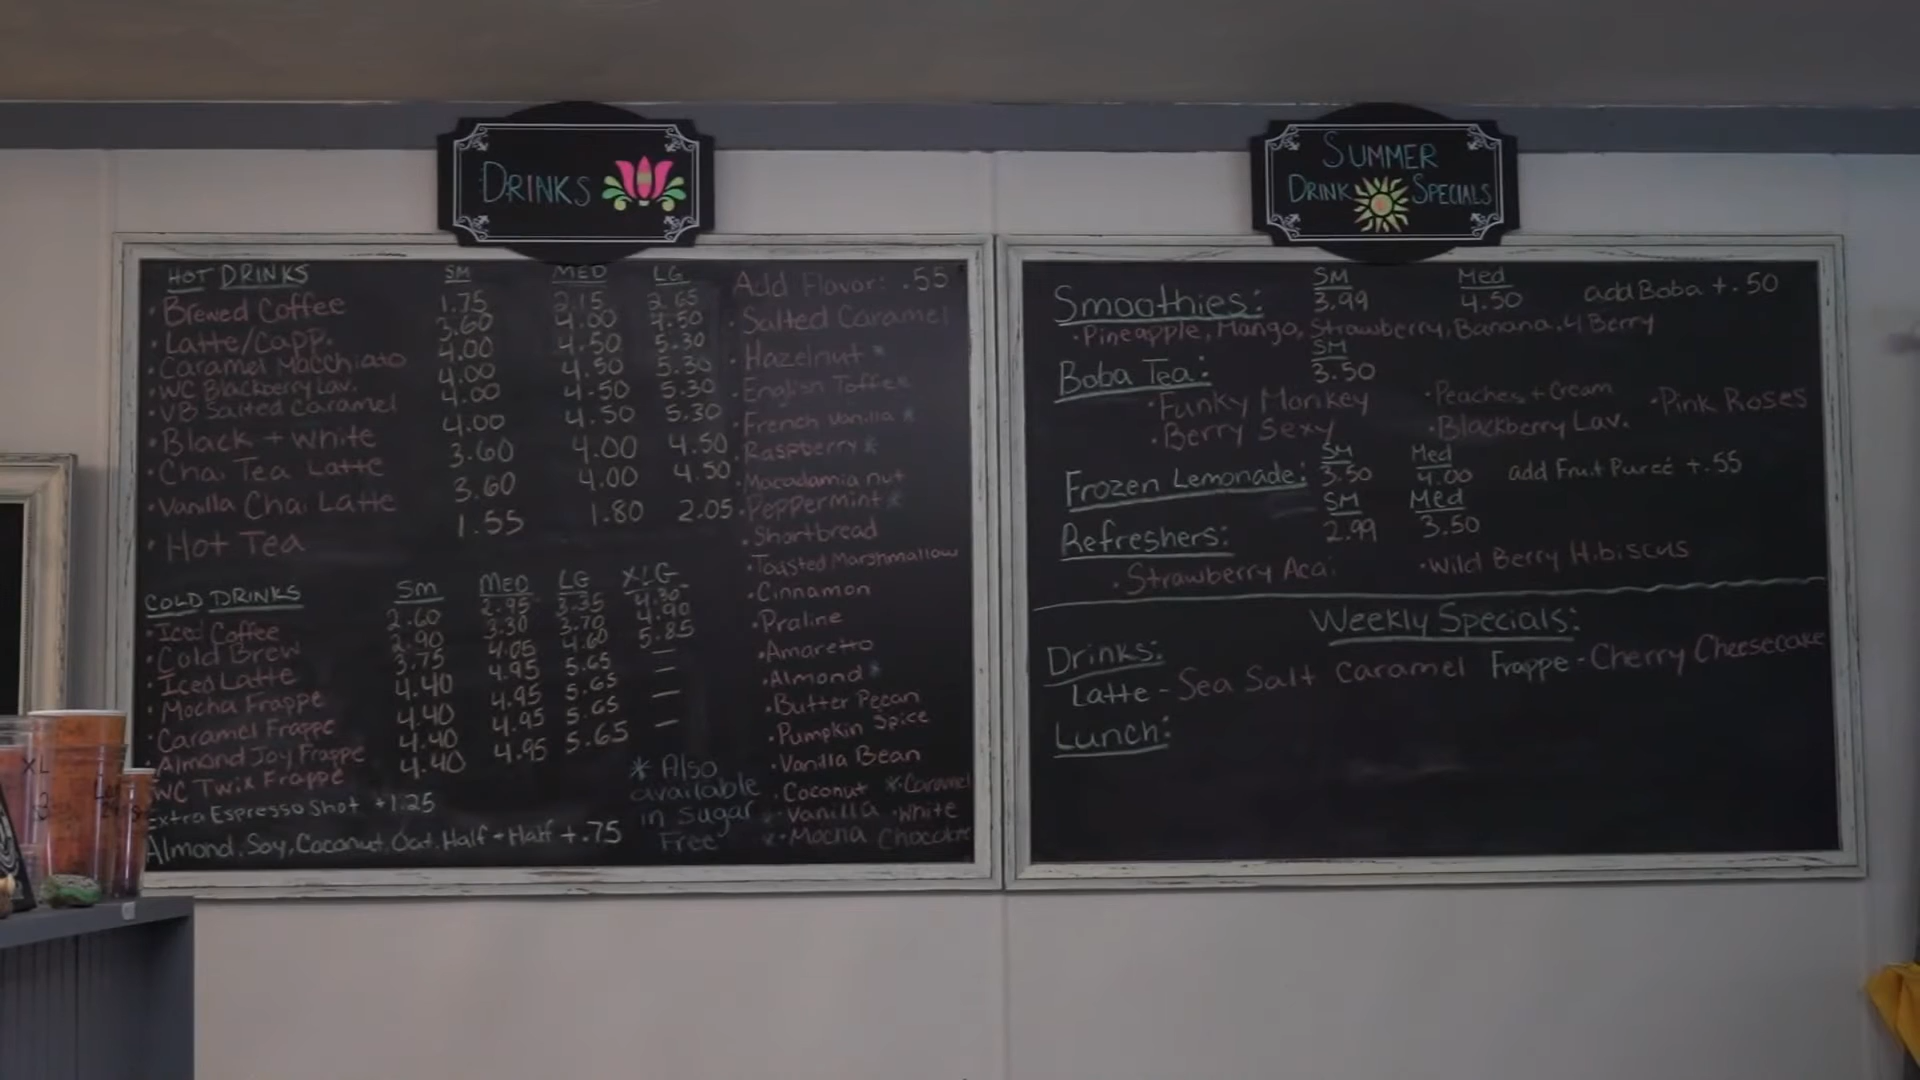 DRINKS
HOT DRINKS SM MED LG
• Brewed Coffee 1.75 2.15 2.65
• Latte/Capp. 3.60 4.00 4.50
• Caramel Macchiato 4.00 4.50 5.30
• WC Blackberry Lav. 4.00 4.50 5.30
• VB Salted Caramel 4.00 4.50 5.30
• Black + White 4.00 4.50 5.30
• Chai Tea Latte 3.60 4.00 4.50
• Vanilla Chai Latte 3.60 4.00 4.50
• Hot Tea 1.55 1.80 2.05
COLD DRINKS Sm MED LG XLG
• Iced Coffee 2.60 2.95 3.35 4.30
• Cold Brew 2.90 3.30 3.70 4.90
• Iced Latte 3.75 4.05 4.60 5.85
• Mocha Frappe 4.40 4.95 5.65 —
• Caramel Frappe 4.40 4.95 5.65 —
• Almond Joy Frappe 4.40 4.95 5.65 —
WC Twix Frappe 4.40 4.95 5.65 —
Extra Espresso Shot +1.25
Almond, Soy, Coconut, Oat, Half + Half +.75
Add Flavor: .55
• Salted Caramel
• Hazelnut *
• English Toffee *
• French Vanilla *
• Raspberry *
• Macadamia nut
• Peppermint *
• Shortbread
• Toasted Marshmallow
• Cinnamon
• Praline
• Amaretto
• Almond *
• Butter Pecan
• Pumpkin Spice
• Vanilla Bean
• Coconut * Caramel
* • Vanilla • White
* • Mocha Chocolate
* Also
available
in Sugar
Free
SUMMER
DRINK SPECIALS
SM Med
Smoothies: 3.99 4.50 add Boba +.50
• Pineapple, Mango, Strawberry, Banana, 4 Berry
SM
Boba Tea: 3.50
• Funky Monkey • Peaches + Cream • Pink Roses
• Berry Sexy • Blackberry Lav.
SM Med
Frozen Lemonade: 3.50 4.00 add Fruit Pureé +.55
SM Med
Refreshers: 2.99 3.50
• Strawberry Acai • Wild Berry Hibiscus
Weekly Specials:
Drinks:
Latte - Sea Salt Caramel Frappe - Cherry Cheesecake
Lunch:
XL